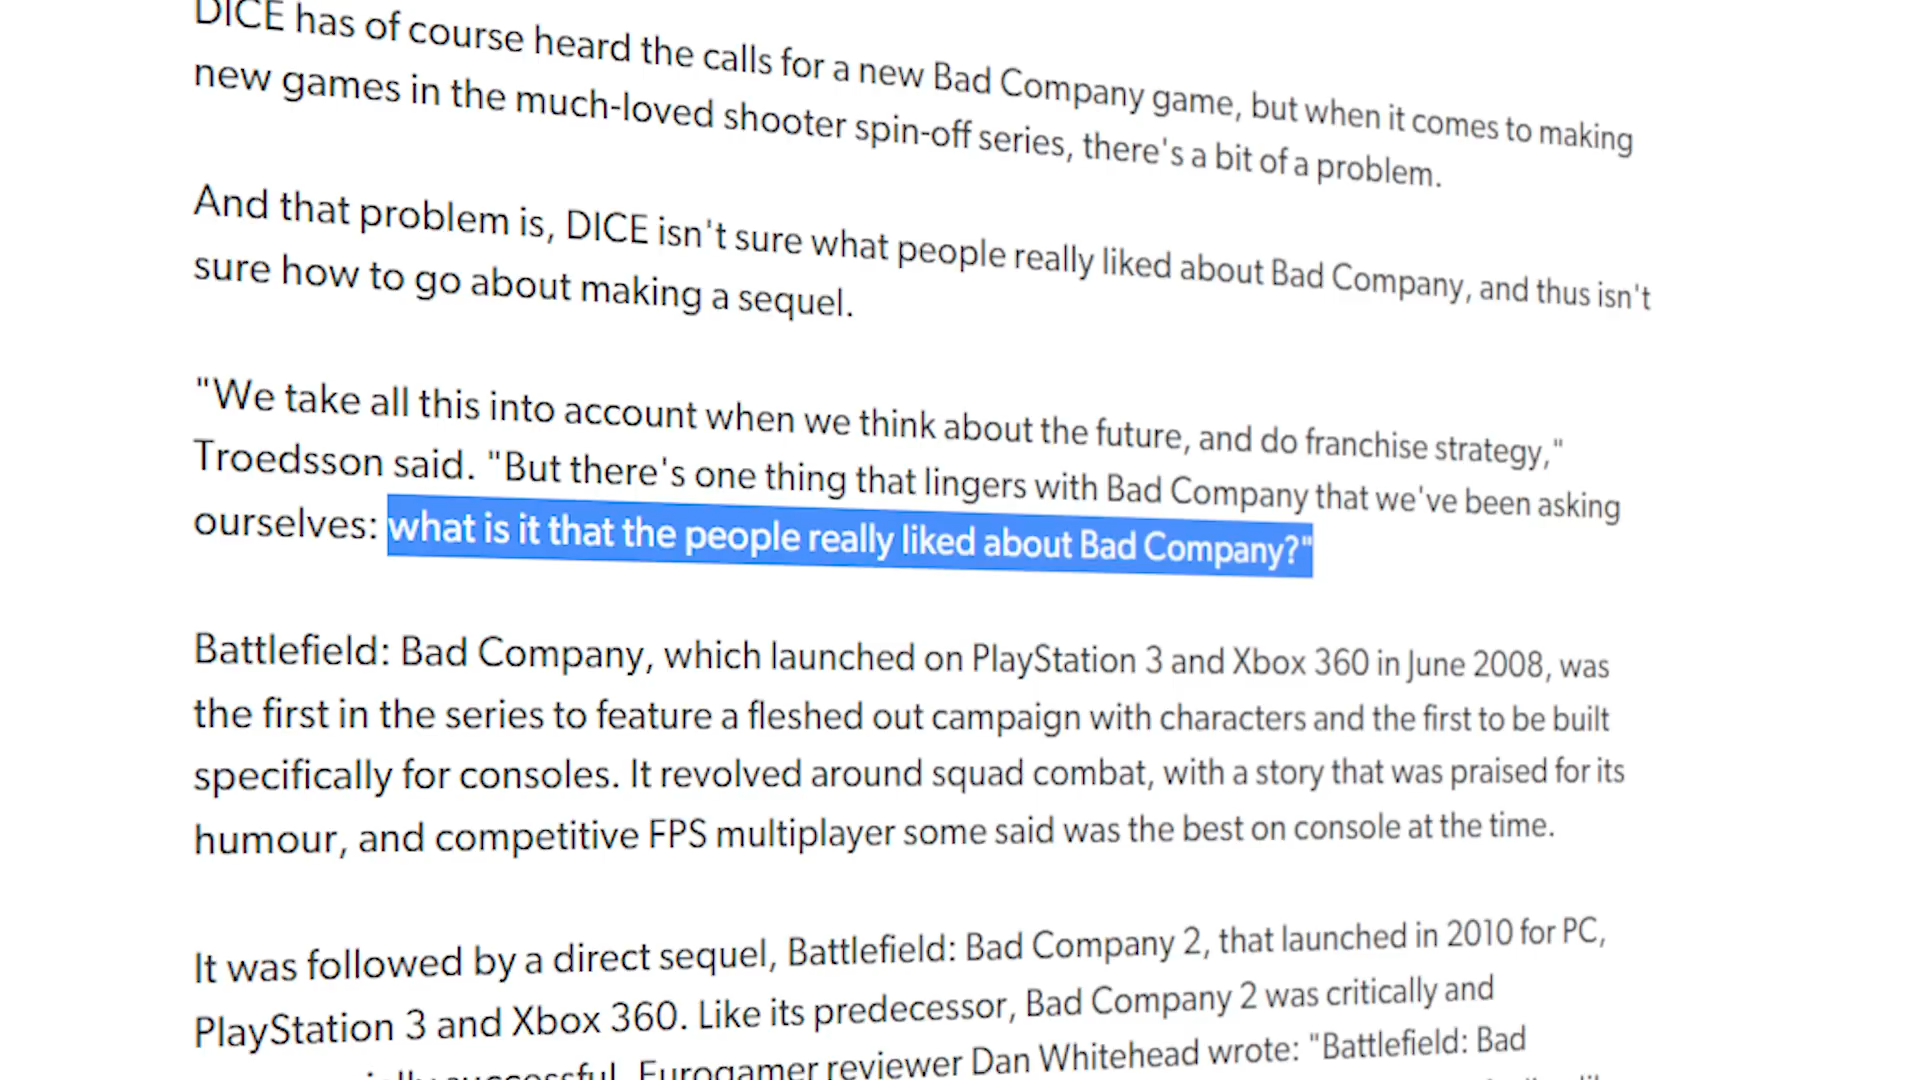 DICE has of course heard the calls for a new Bad Company game, but when it comes to making
new games in the much-loved shooter spin-off series, there's a bit of a problem.
And that problem is, DICE isn't sure what people really liked about Bad Company, and thus isn't
sure how to go about making a sequel.
"We take all this into account when we think about the future, and do franchise strategy,"
Troedsson said. "But there's one thing that lingers with Bad Company that we've been asking
ourselves: what is it that the people really liked about Bad Company?"
Battlefield: Bad Company, which launched on PlayStation 3 and Xbox 360 in June 2008, was
the first in the series to feature a fleshed out campaign with characters and the first to be built
specifically for consoles. It revolved around squad combat, with a story that was praised for its
humour, and competitive FPS multiplayer some said was the best on console at the time.
It was followed by a direct sequel, Battlefield: Bad Company 2, that launched in 2010 for PC,
PlayStation 3 and Xbox 360. Like its predecessor, Bad Company 2 was critically and
successful. Eurogamer reviewer Dan Whitehead wrote: "Battlefield: Bad